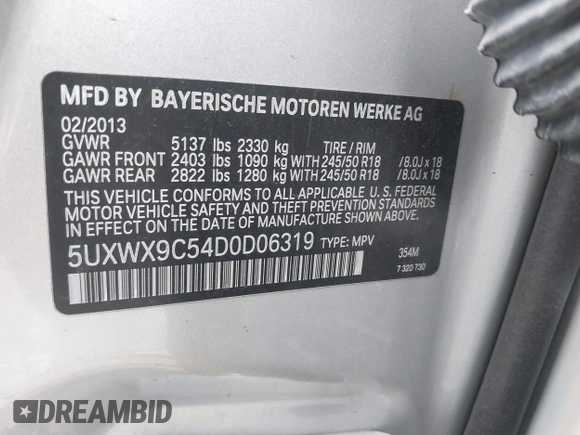 MFD BY BAYERISCHE MOTOREN WERKE AG
02/2013
GVWR 5137 lbs 2330 kg TIRE / RIM
GAWR FRONT 2403 lbs 1090 kg WITH 245/50 R18 /8.0J x 18
GAWR REAR 2822 lbs 1280 kg WITH 245/50 R18 /8.0J x 18
THIS VEHICLE CONFORMS TO ALL APPLICABLE U. S. FEDERAL
MOTOR VEHICLE SAFETY AND THEFT PREVENTION STANDARDS
IN EFFECT ON THE DATE OF MANUFACTURE SHOWN ABOVE.
5UXWX9C54D0D06319 TYPE: MPV
354M
7 320 730
DREAMBID